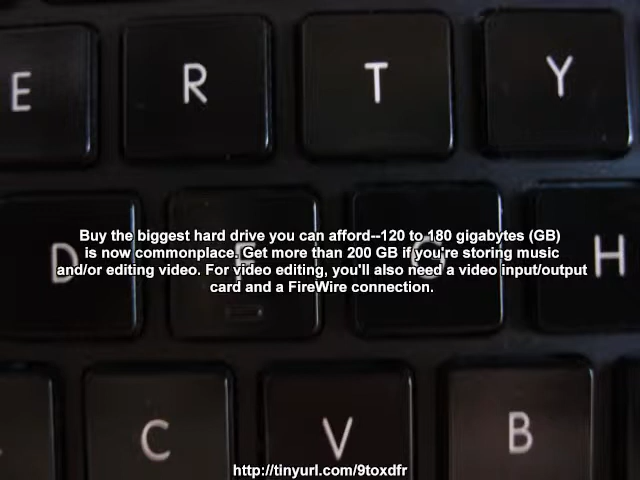 E R T Y
Buy the biggest hard drive you can afford--120 to 180 gigabytes (GB)
is now commonplace. Get more than 200 GB if you're storing music
and/or editing video. For video editing, you'll also need a video input/output
card and a FireWire connection.
D F G H
C V B
http://tinyurl.com/9toxdfr